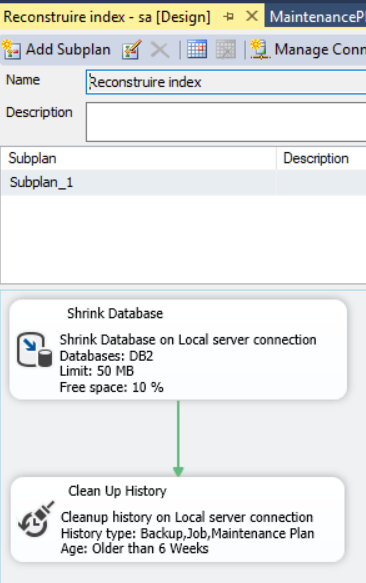 Reconstruire index - sa [Design] MaintenanceP
Add Subplan Manage Conn
Name Reconstruire index
Description
Subplan Description
Subplan_1
Shrink Database
Shrink Database on Local server connection
Databases: DB2
Limit: 50 MB
Free space: 10 %
Clean Up History
Cleanup history on Local server connection
History type: Backup,Job,Maintenance Plan
Age: Older than 6 Weeks